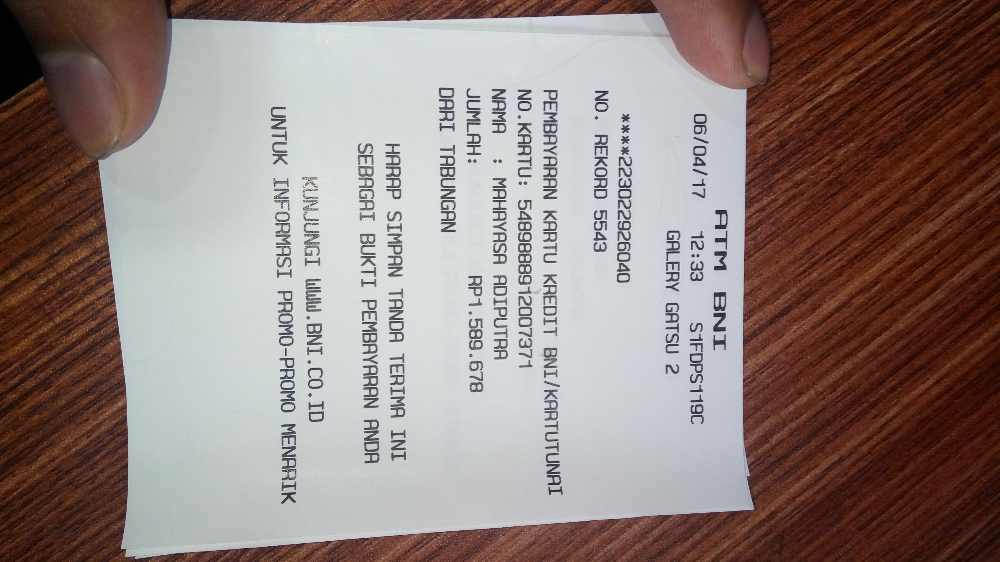 ATM BNI
06/04/17 12:33 S1FDPS119C
GALERY GATSU 2
****223022926040
NO. REKORD 5543
PEMBAYARAN KARTU KREDIT BNI/KARTUTUNAI
NO.KARTU: 5489888912007371
NAMA : MAHAYASA ADIPUTRA
JUMLAH: RP1.589.678
DARI TABUNGAN
HARAP SIMPAN TANDA TERIMA INI
SEBAGAI BUKTI PEMBAYARAN ANDA
KUNJUNGI WWW.BNI.CO.ID
UNTUK INFORMASI PROMO-PROMO MENARIK